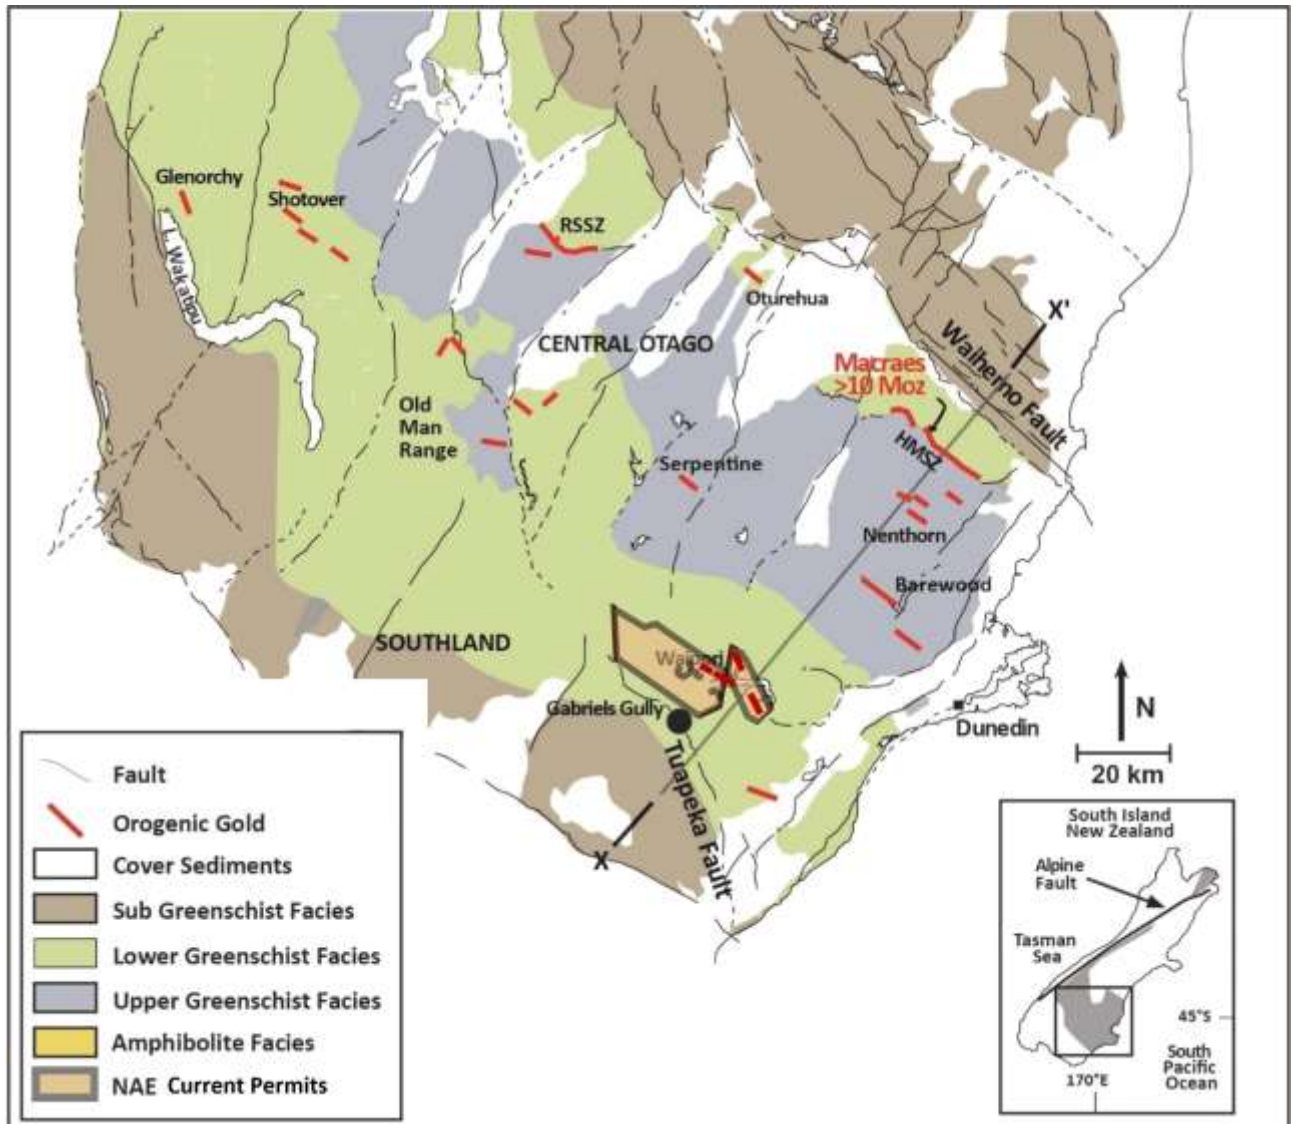 Glenorchy
Shotover
L. Wakatipu
RSSZ
Oturehua
X'
CENTRAL OTAGO
Waihemo Fault
Macraes
>10 Moz
Old
Man
Range
HMSZ
Serpentine
Nenthorn
Barewood
SOUTHLAND
Waipori
Gabriels Gully
Dunedin
N
20 km
Tuapeka Fault
X
Fault
Orogenic Gold
Cover Sediments
Sub Greenschist Facies
Lower Greenschist Facies
Upper Greenschist Facies
Amphibolite Facies
NAE Current Permits
South Island
New Zealand
Alpine
Fault
Tasman
Sea
45°S
South
Pacific
Ocean
170°E